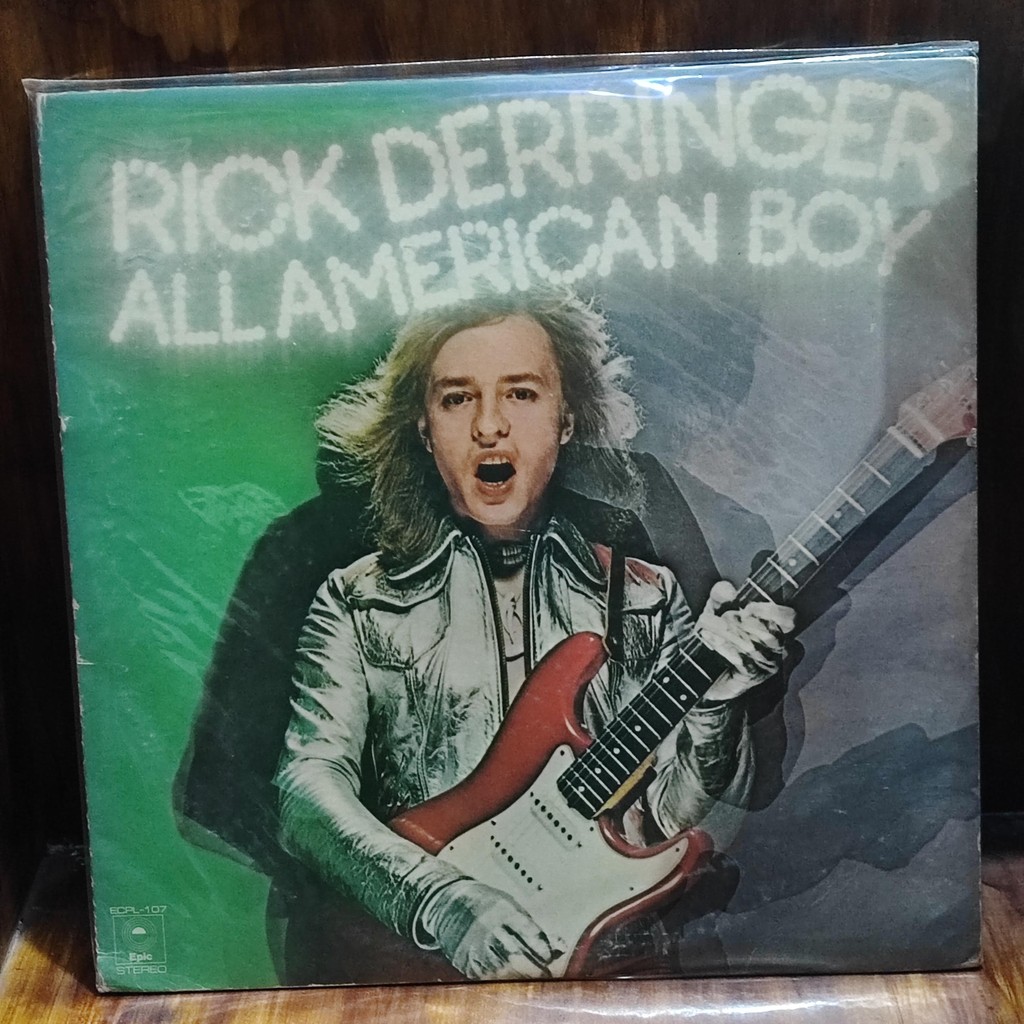 RICK DERRINGER
ALL AMERICAN BOY
ECPL-107
Epic
STEREO